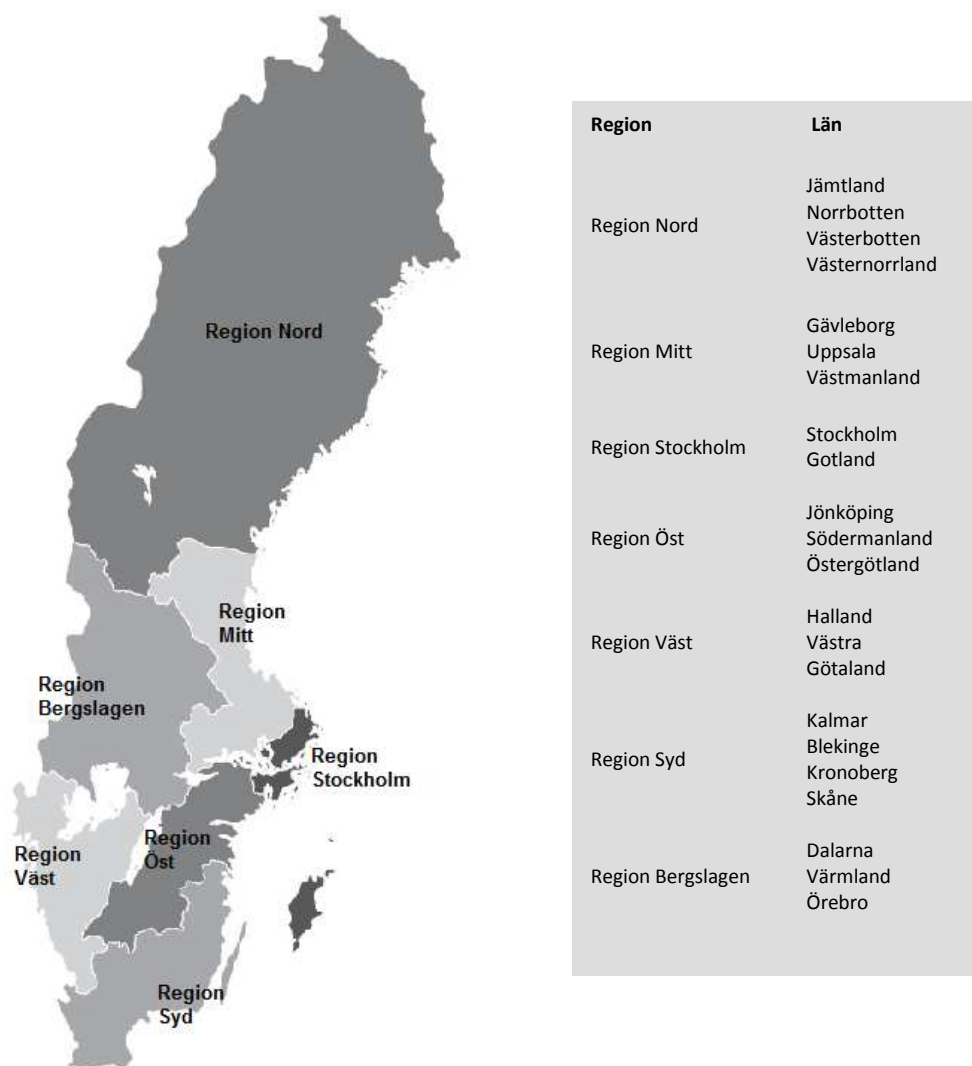 Region Nord
Region
Mitt
Region
Bergslagen
Region
Stockholm
Region
Öst
Region
Väst
Region
Syd
Region Län
Region Nord
Jämtland
Norrbotten
Västerbotten
Västernorrland
Region Mitt
Gävleborg
Uppsala
Västmanland
Region Stockholm
Stockholm
Gotland
Region Öst
Jönköping
Södermanland
Östergötland
Region Väst
Halland
Västra
Götaland
Region Syd
Kalmar
Blekinge
Kronoberg
Skåne
Region Bergslagen
Dalarna
Värmland
Örebro